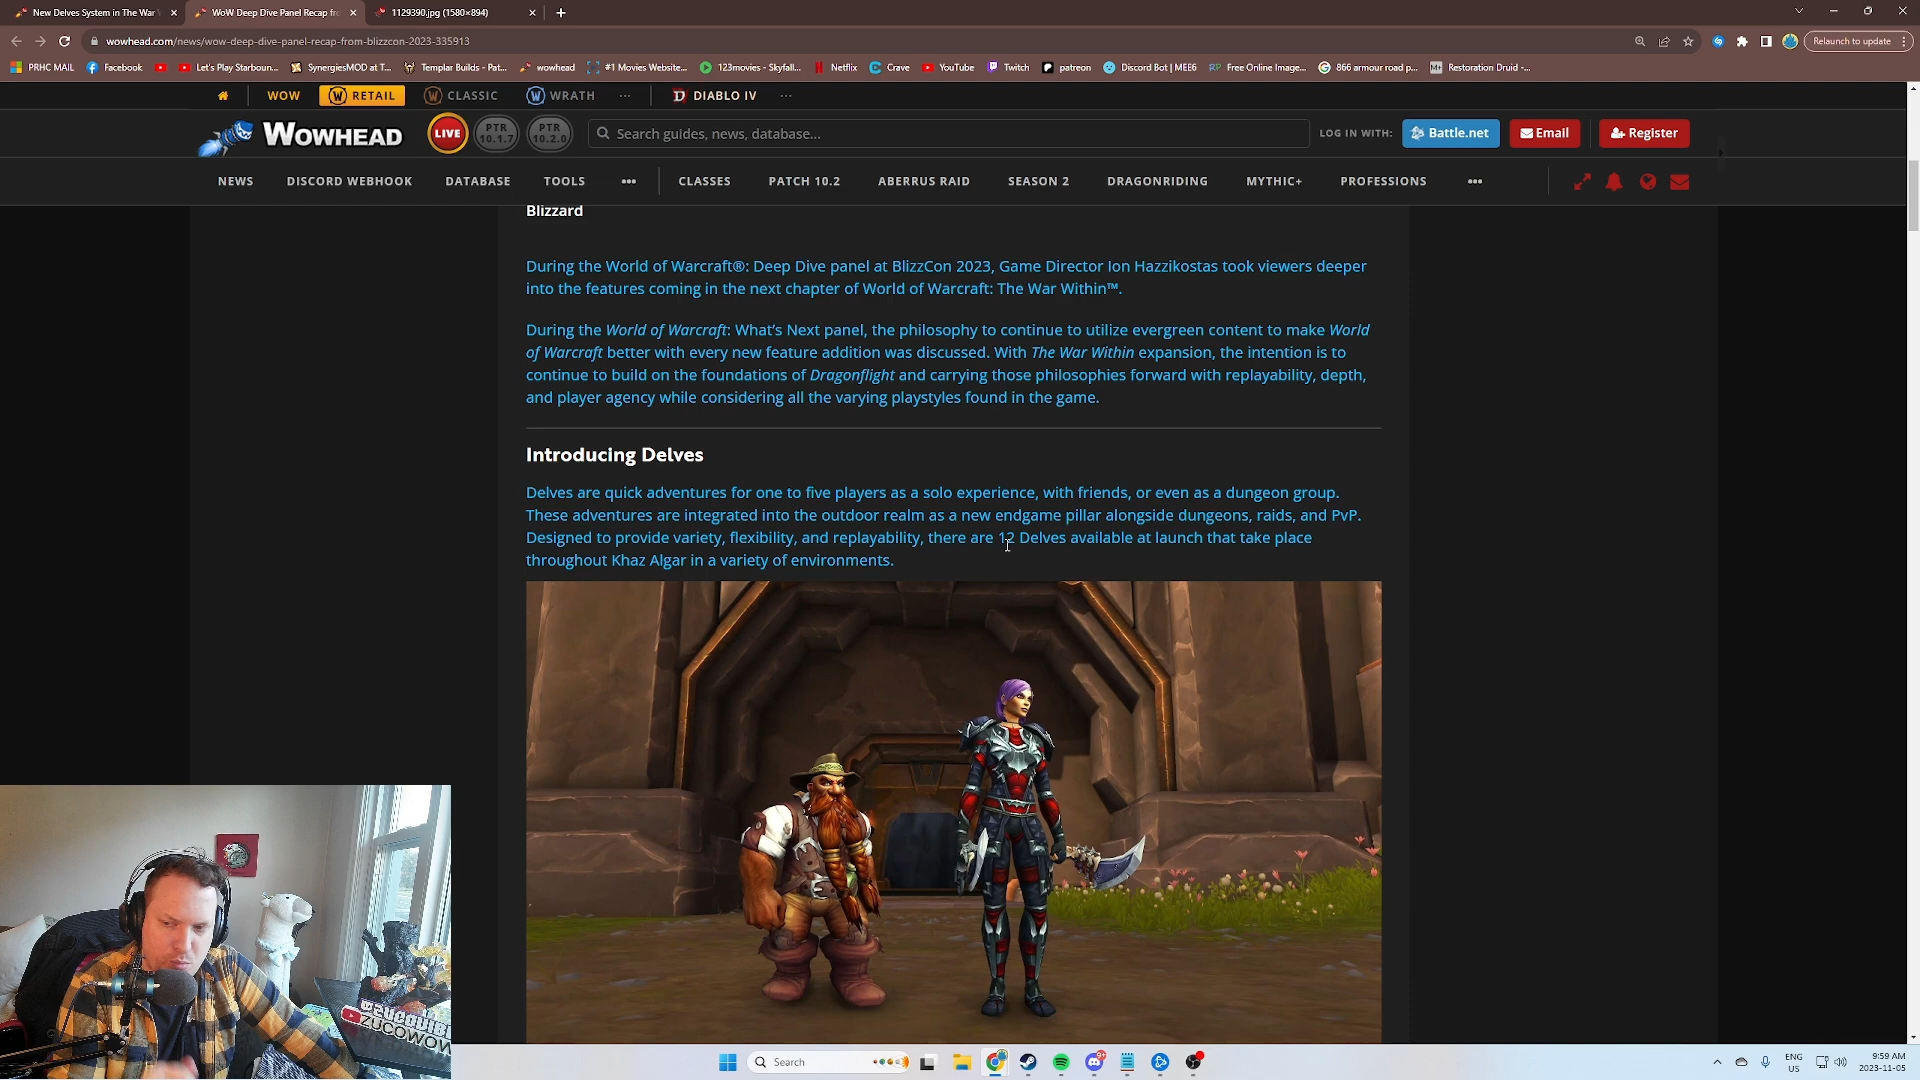 New Delves System in The War
WoW Deep Dive Panel Recap fro
1129390.jpg (1580×894)
wowhead.com/news/wow-deep-dive-panel-recap-from-blizzcon-2023-335913
Relaunch to update
PRHC MAIL
Facebook
Let's Play Starboun...
SynergiesMOD at T...
Templar Builds - Pat...
wowhead
#1 Movies Website...
123movies - Skyfall...
Netflix
Crave
YouTube
Twitch
patreon
Discord Bot | MEE6
Free Online Image...
866 armour road p...
Restoration Druid -...
WOW
RETAIL
CLASSIC
WRATH
...
DIABLO IV
...
WOWHEAD
LIVE
PTR
10.1.7
PTR
10.2.0
Search guides, news, database...
LOG IN WITH:
Battle.net
Email
Register
NEWS
DISCORD WEBHOOK
DATABASE
TOOLS
•••
CLASSES
PATCH 10.2
ABERRUS RAID
SEASON 2
DRAGONRIDING
MYTHIC+
PROFESSIONS
•••
Blizzard
During the World of Warcraft®: Deep Dive panel at BlizzCon 2023, Game Director Ion Hazzikostas took viewers deeper
into the features coming in the next chapter of World of Warcraft: The War Within™.
During the World of Warcraft: What's Next panel, the philosophy to continue to utilize evergreen content to make World
of Warcraft better with every new feature addition was discussed. With The War Within expansion, the intention is to
continue to build on the foundations of Dragonflight and carrying those philosophies forward with replayability, depth,
and player agency while considering all the varying playstyles found in the game.
Introducing Delves
Delves are quick adventures for one to five players as a solo experience, with friends, or even as a dungeon group.
These adventures are integrated into the outdoor realm as a new endgame pillar alongside dungeons, raids, and PvP.
Designed to provide variety, flexibility, and replayability, there are 12 Delves available at launch that take place
throughout Khaz Algar in a variety of environments.
ZUCOWOW
Search
ENG
US
9:59 AM
2023-11-05